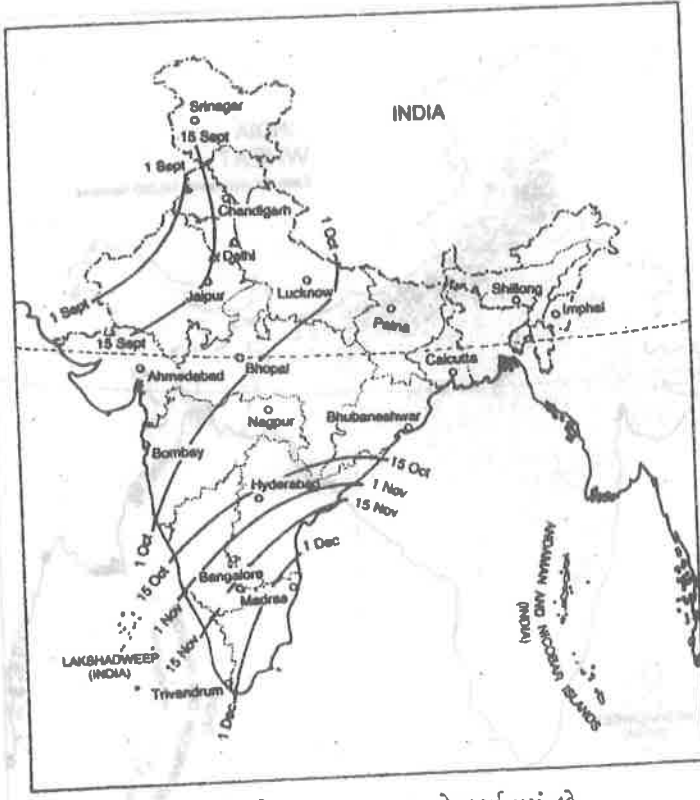 INDIA
Srinagar
15 Sept
1 Sept
Chandigarh
1 Oct
Delhi
1 Sept
Jaipur
Lucknow
Shillong
Imphal
Patna
15 Sept
Ahmedabad
Bhopal
Calcutta
Nagpur
Bhubaneshwar
Bombay
15 Oct
Hyderabad
1 Nov
15 Nov
1 Oct
1 Dec
15 Oct
Bangalore
Madras
1 Nov
15 Nov
LAKSHADWEEP
(INDIA)
Trivandrum
1 Dec
ANDAMAN AND NICOBAR ISLANDS
(INDIA)